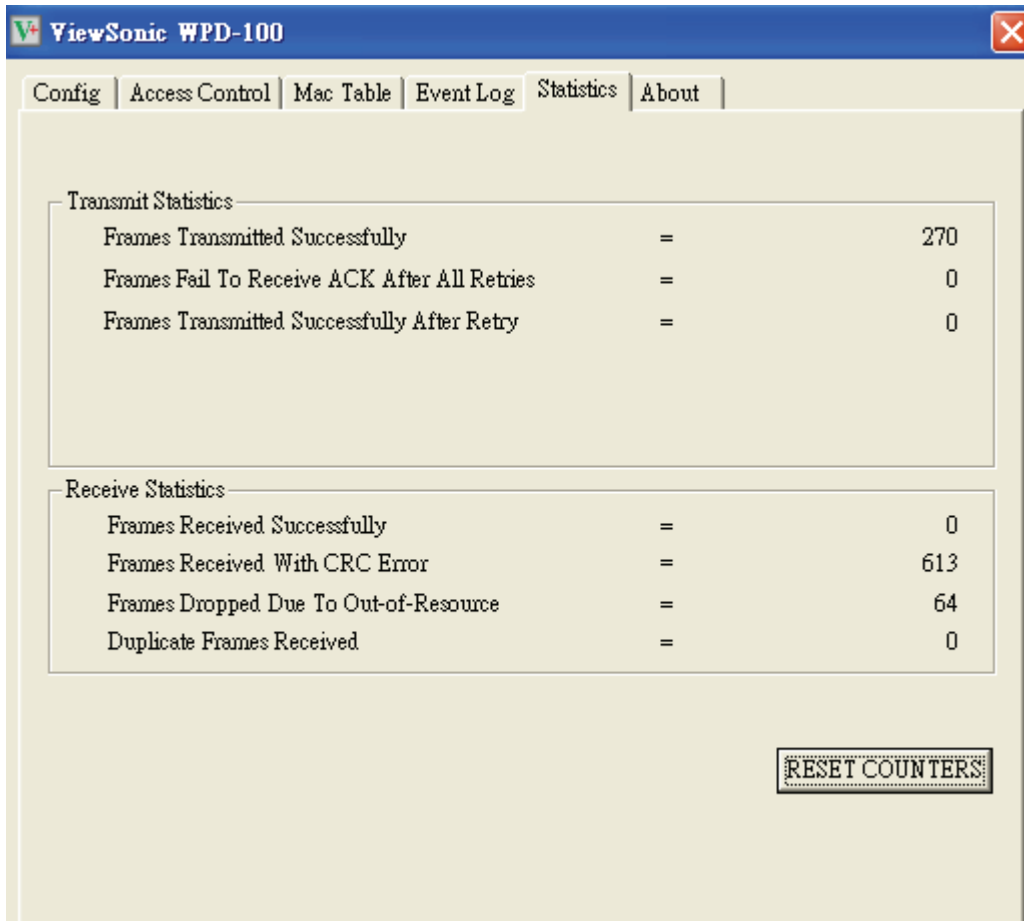 ViewSonic WPD-100
Config Access Control Mac Table Event Log Statistics About
Transmit Statistics
Frames Transmitted Successfully = 270
Frames Fail To Receive ACK After All Retries = 0
Frames Transmitted Successfully After Retry = 0
Receive Statistics
Frames Received Successfully = 0
Frames Received With CRC Error = 613
Frames Dropped Due To Out-of-Resource = 64
Duplicate Frames Received = 0
RESET COUNTERS